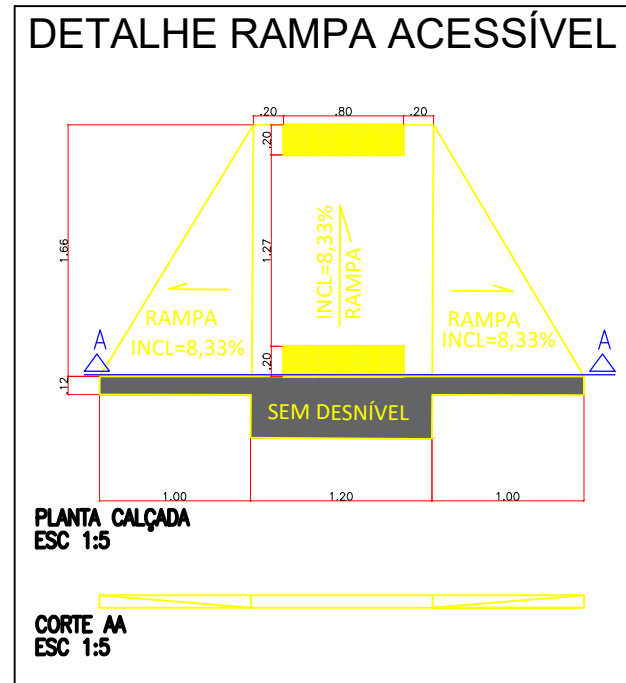 DETALHE RAMPA ACESSÍVEL
.20
.80
.20
.20
1.66
1.27
INCL=8,33%
RAMPA
RAMPA
INCL=8,33%
RAMPA
INCL=8,33%
A
A
.20
.12
SEM DESNÍVEL
1.00
1.20
1.00
PLANTA CALÇADA
ESC 1:5
CORTE AA
ESC 1:5